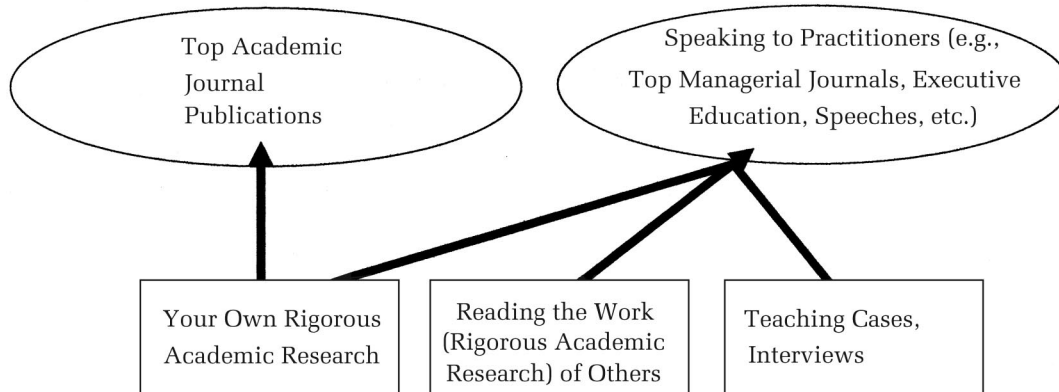 Top Academic
Journal
Publications
Speaking to Practitioners (e.g.,
Top Managerial Journals, Executive
Education, Speeches, etc.)
Your Own Rigorous
Academic Research
Reading the Work
(Rigorous Academic
Research) of Others
Teaching Cases,
Interviews